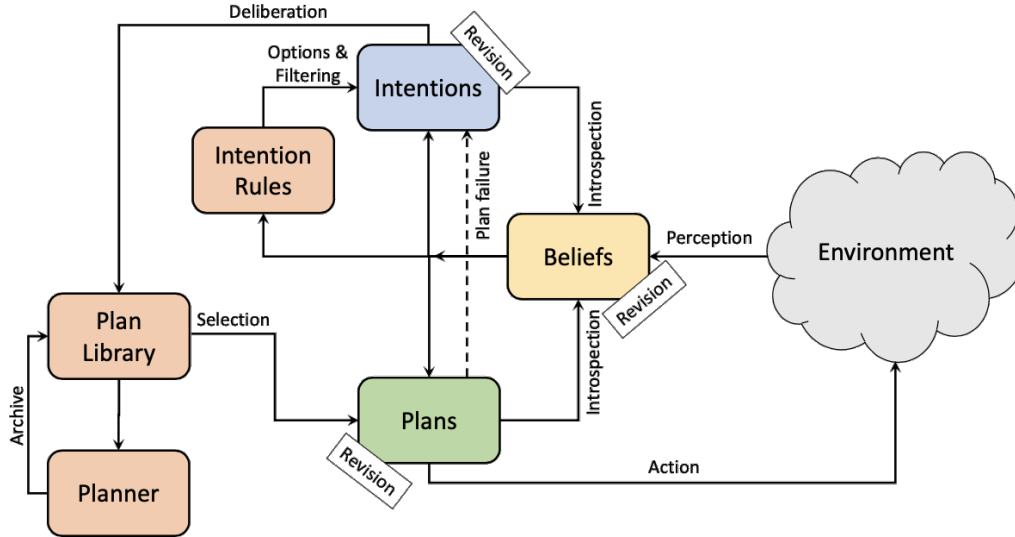 Deliberation
Options &
Filtering
Revision
Intentions
Intention
Rules
Plan failure
Introspection
Beliefs
Revision
Perception
Environment
Plan
Library
Selection
Archive
Planner
Plans
Revision
Introspection
Action